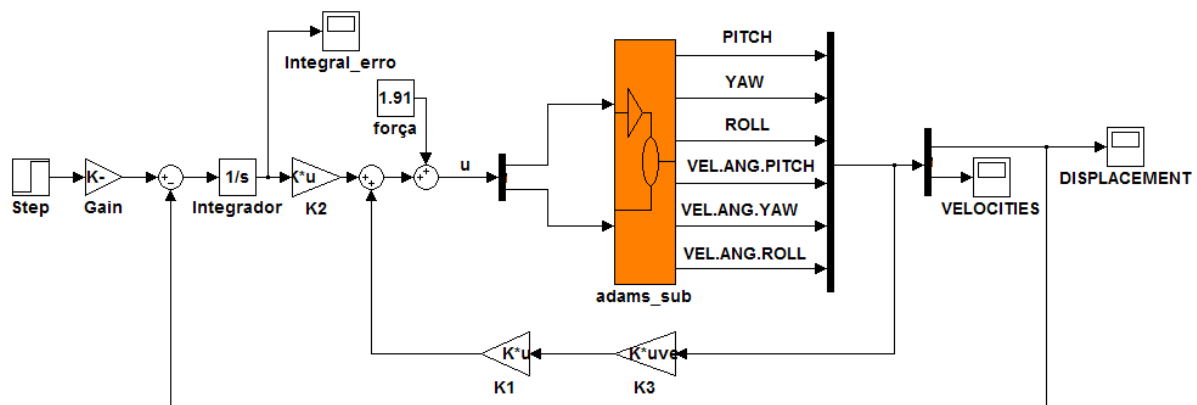 PITCH
YAW
ROLL
VEL.ANG.PITCH
VEL.ANG.YAW
VEL.ANG.ROLL
Integral_erro
1.91
força
u
Step
K-
Gain
+
-
1/s
Integrador
K*u
K2
+
+
+
+
adams_sub
VELOCITIES
DISPLACEMENT
K*u
K1
K*uve
K3